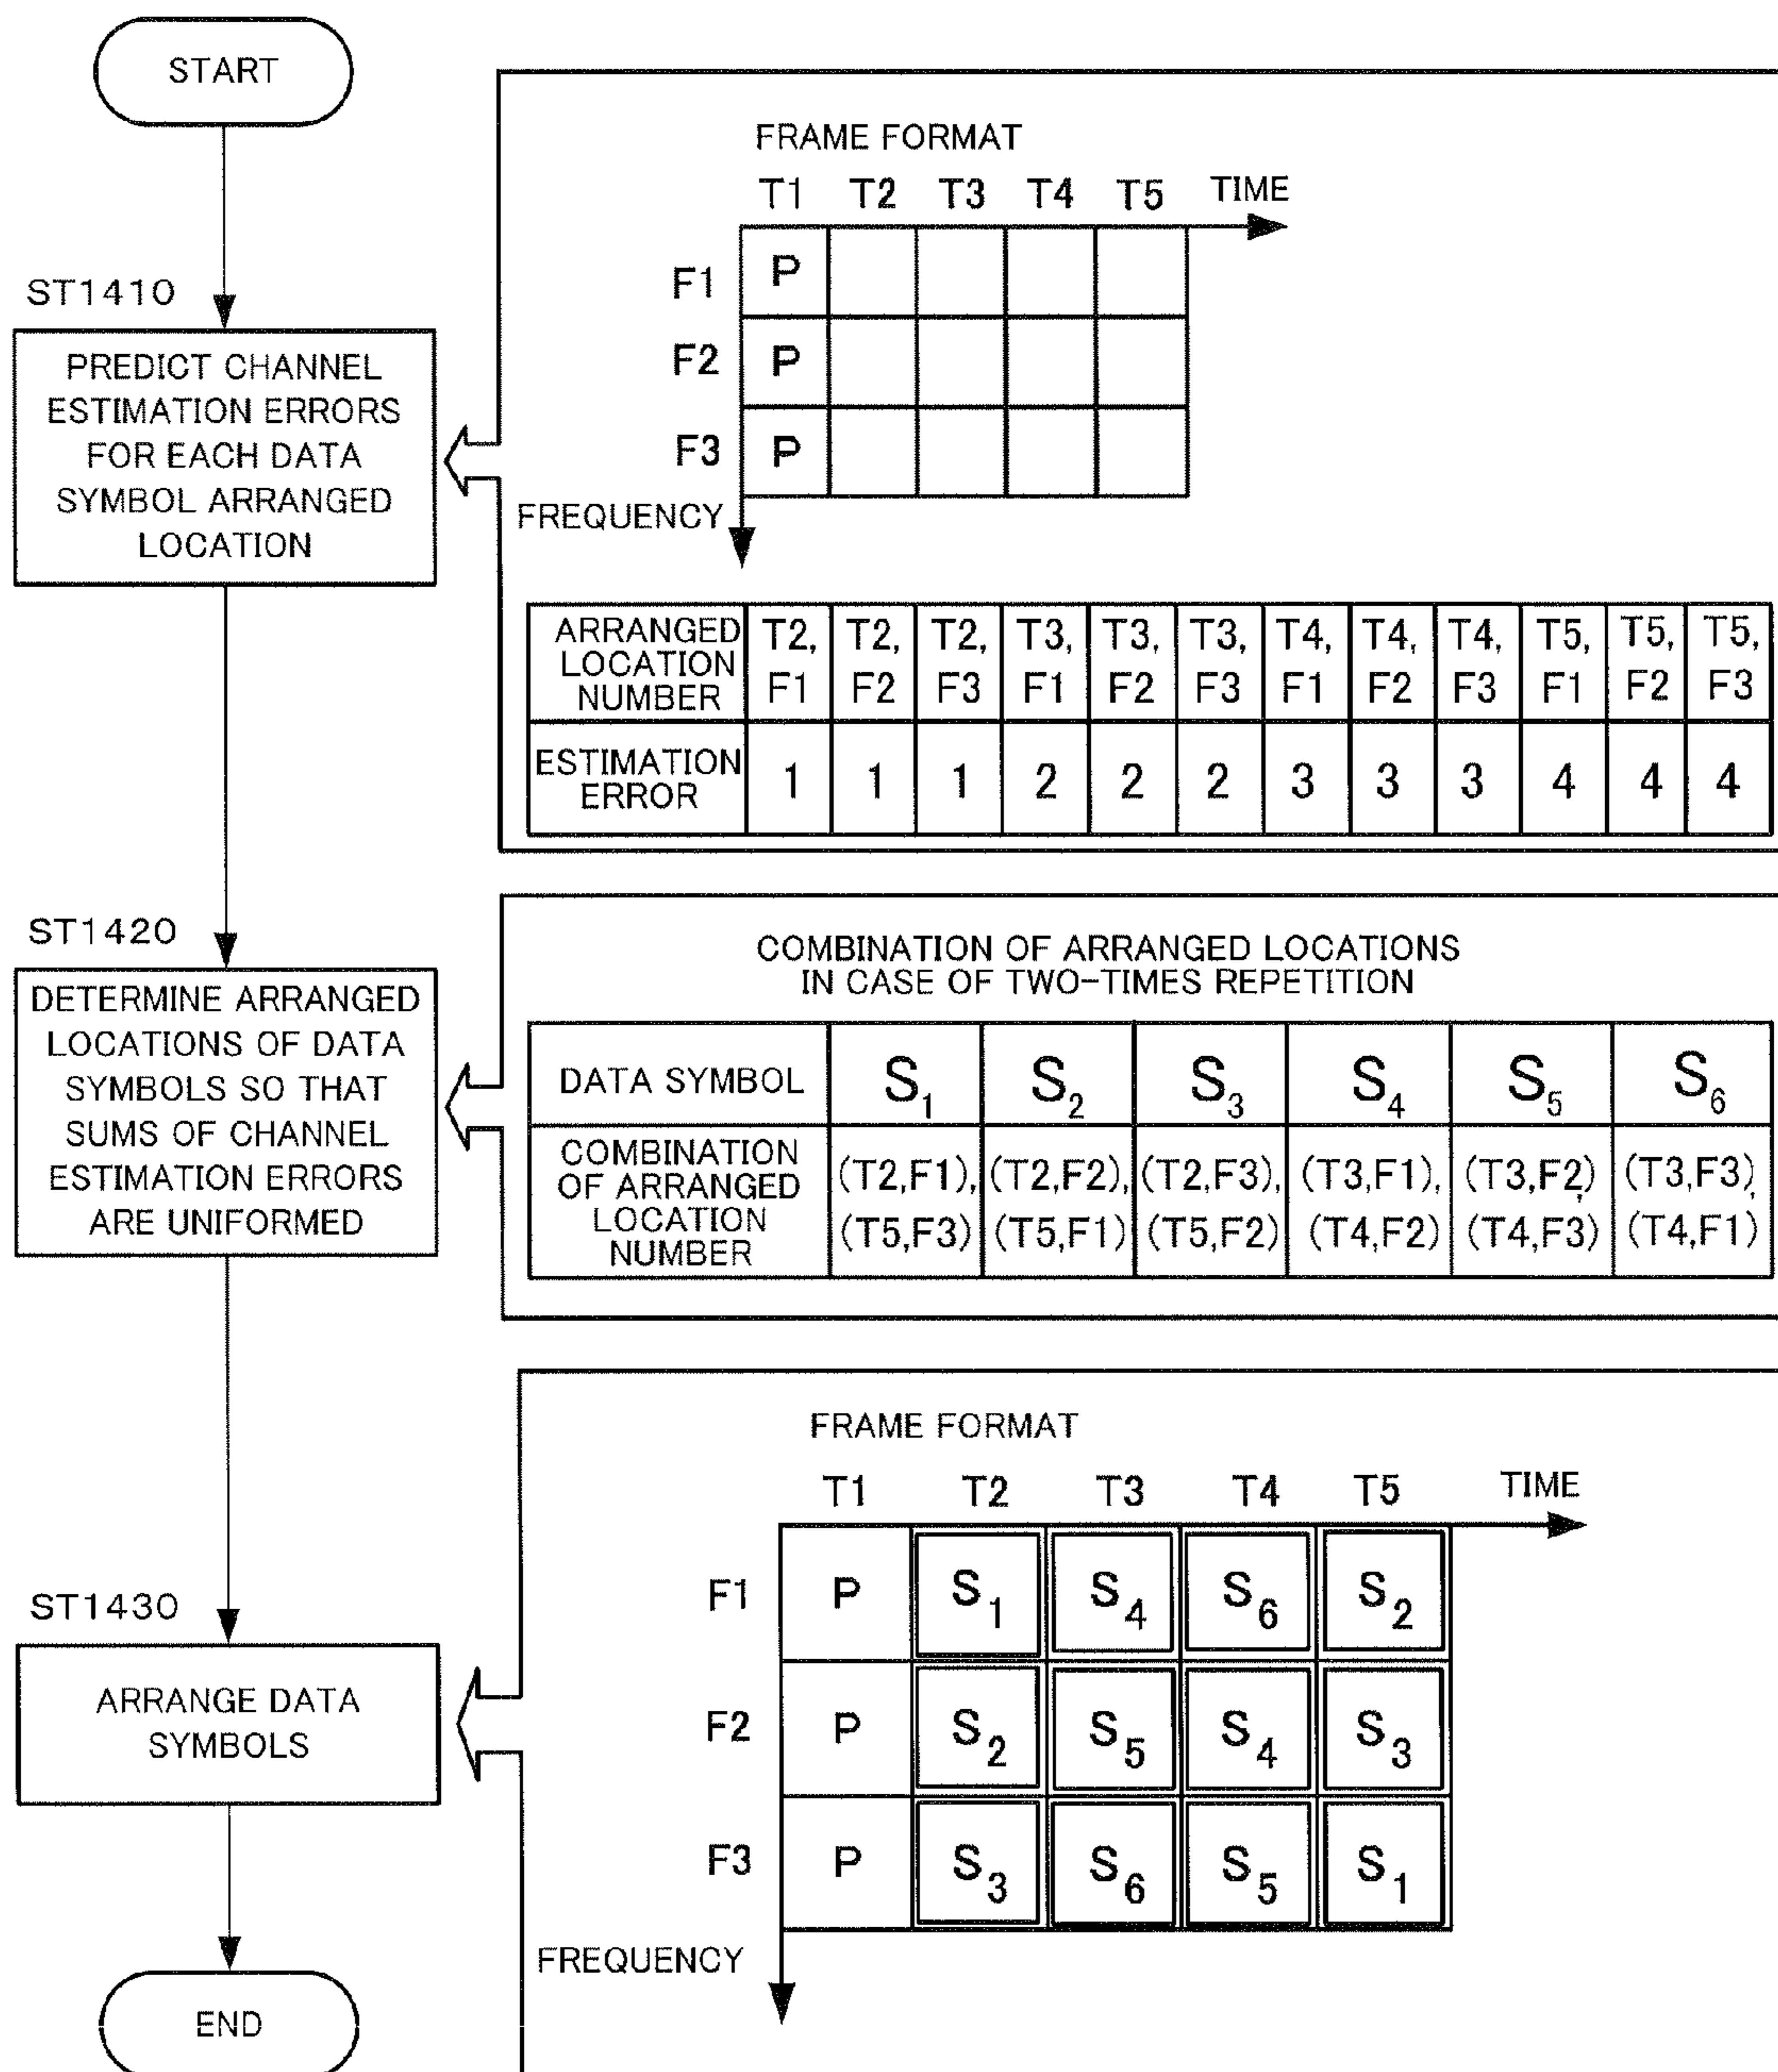 START
ST1410
PREDICT CHANNEL
ESTIMATION ERRORS
FOR EACH DATA
SYMBOL ARRANGED
LOCATION
FRAME FORMAT
T1 T2 T3 T4 T5 TIME
F1 P
F2 P
F3 P
FREQUENCY
ARRANGED
LOCATION
NUMBER
T2, T2, T2, T3, T3, T3, T4, T4, T4, T5, T5, T5,
F1 F2 F3 F1 F2 F3 F1 F2 F3 F1 F2 F3
ESTIMATION
ERROR
1 1 1 2 2 2 3 3 3 4 4 4
ST1420
DETERMINE ARRANGED
LOCATIONS OF DATA
SYMBOLS SO THAT
SUMS OF CHANNEL
ESTIMATION ERRORS
ARE UNIFORMED
COMBINATION OF ARRANGED LOCATIONS
IN CASE OF TWO-TIMES REPETITION
DATA SYMBOL S1 S2 S3 S4 S5 S6
COMBINATION
OF ARRANGED
LOCATION
NUMBER
(T2,F1), (T2,F2), (T2,F3), (T3,F1), (T3,F2), (T3,F3),
(T5,F3) (T5,F1) (T5,F2) (T4,F2) (T4,F3) (T4,F1)
ST1430
ARRANGE DATA
SYMBOLS
FRAME FORMAT
T1 T2 T3 T4 T5 TIME
F1 P S1 S4 S6 S2
F2 P S2 S5 S4 S3
F3 P S3 S6 S5 S1
FREQUENCY
END